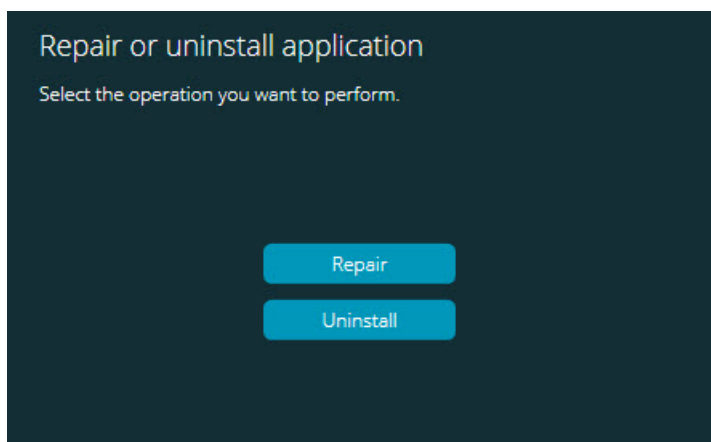 Repair or uninstall application
Select the operation you want to perform.
Repair
Uninstall